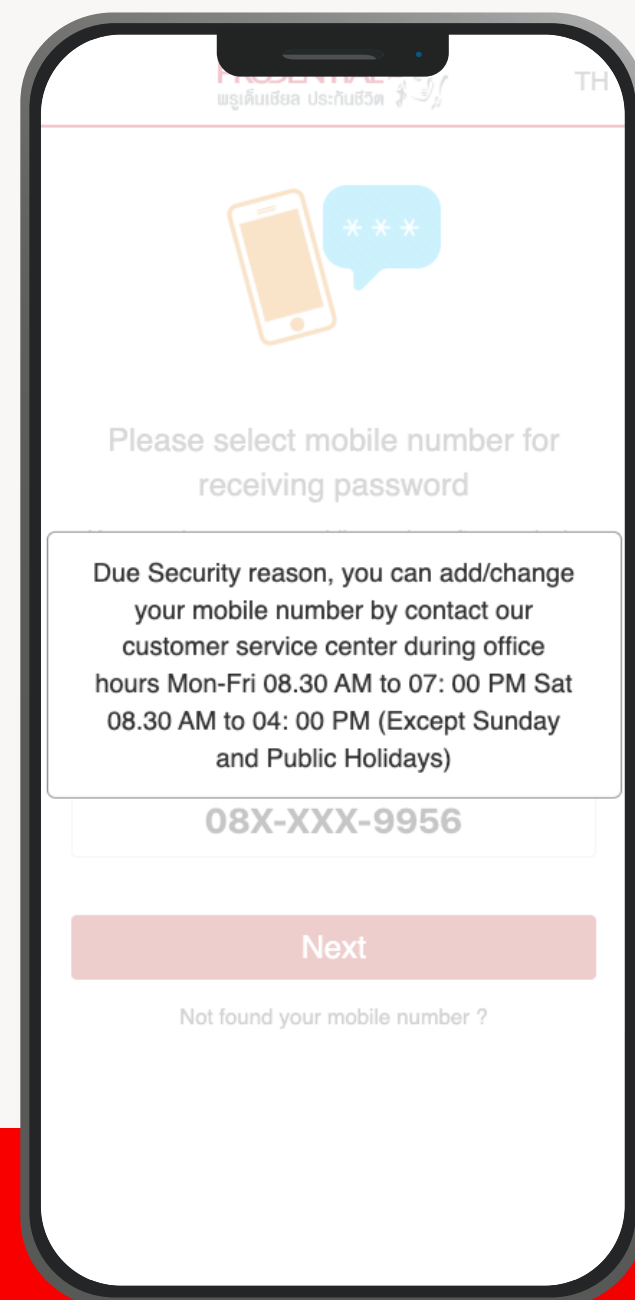 พรูเด็นเชียล ประกันชีวิต
TH
* * *
Please select mobile number for
receiving password
Due Security reason, you can add/change
your mobile number by contact our
customer service center during office
hours Mon-Fri 08.30 AM to 07: 00 PM Sat
08.30 AM to 04: 00 PM (Except Sunday
and Public Holidays)
08X-XXX-9956
Next
Not found your mobile number ?